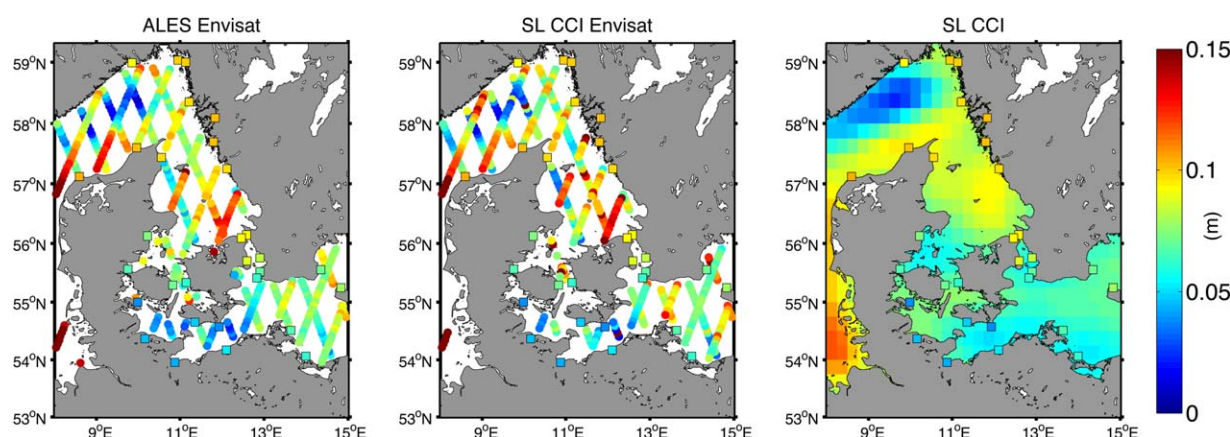 ALES Envisat
SL CCI Envisat
SL CCI
59°N
58°N
57°N
56°N
55°N
54°N
53°N
9°E
11°E
13°E
15°E
59°N
58°N
57°N
56°N
55°N
54°N
53°N
9°E
11°E
13°E
15°E
59°N
58°N
57°N
56°N
55°N
54°N
53°N
9°E
11°E
13°E
15°E
0.15
0.1
0.05
0
(m)